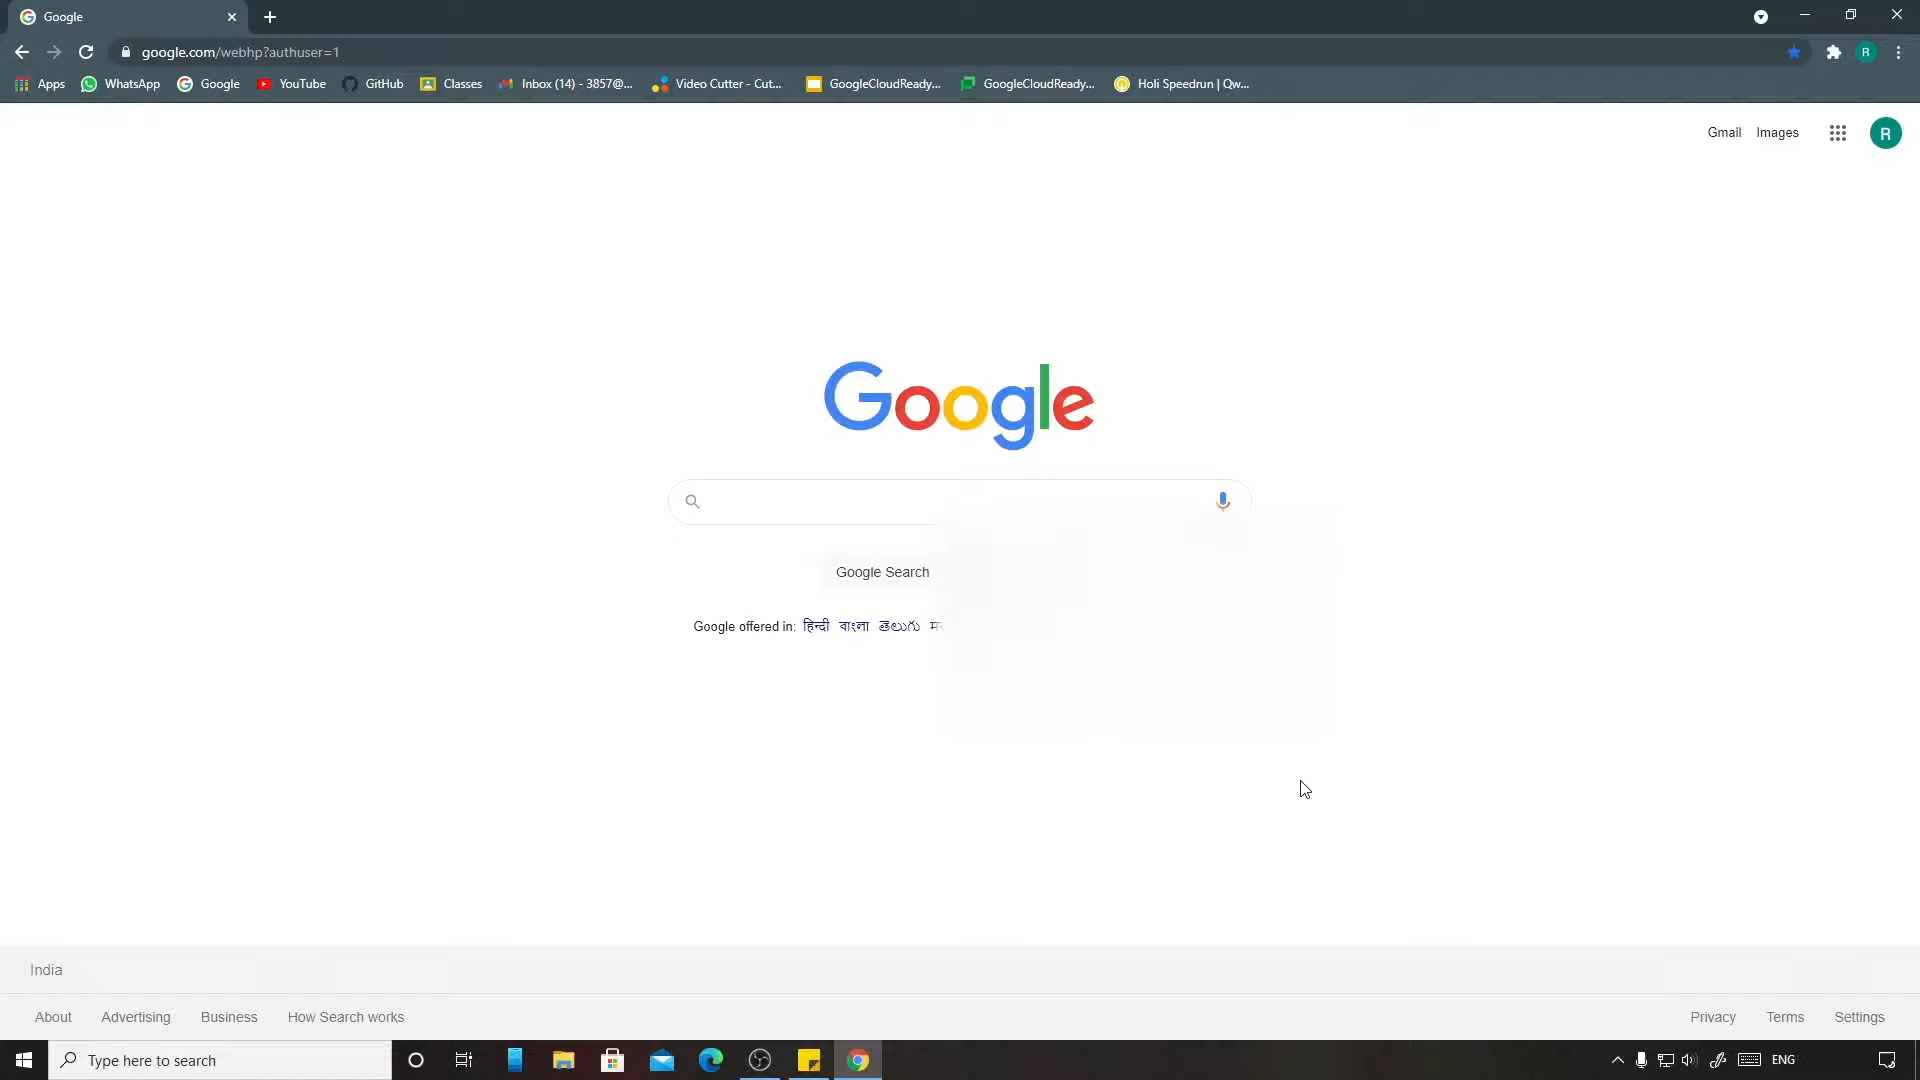 Google
google.com/webhp?authuser=1
R
Apps WhatsApp Google YouTube GitHub Classes Inbox (14) - 3857@... Video Cutter - Cut... GoogleCloudReady... GoogleCloudReady... Holi Speedrun | Qw...
Gmail Images R
Google
Google Search
Google offered in: हिन्दी বাংলা తెలుగు
India
About Advertising Business How Search works Privacy Terms Settings
Type here to search ENG